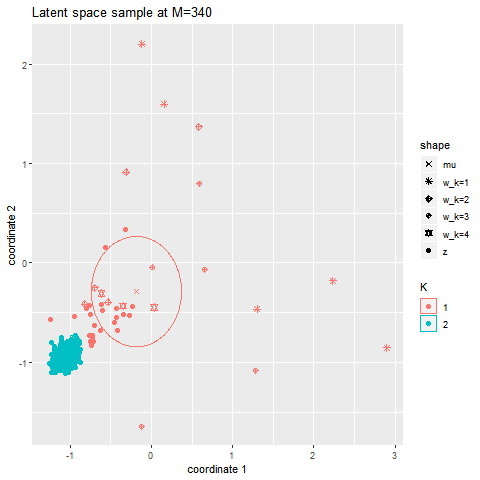 Latent space sample at M=340
2
1
0
-1
coordinate 2
-1
0
1
2
3
coordinate 1
shape
mu
w_k=1
w_k=2
w_k=3
w_k=4
z
K
1
2